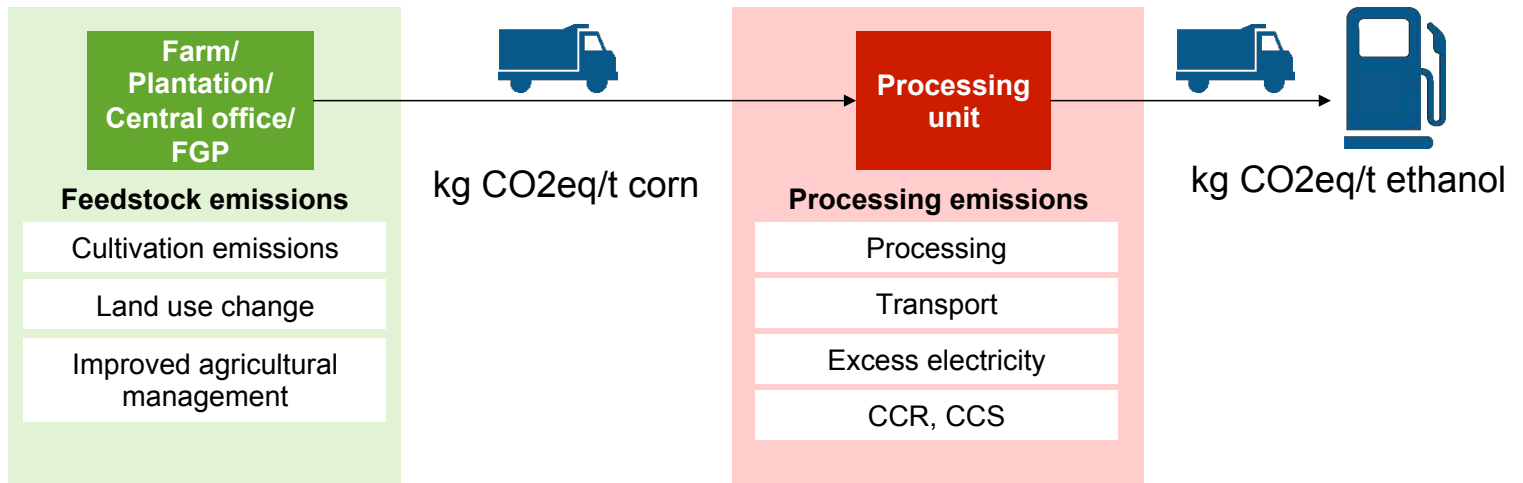 Farm/
Plantation/
Central office/
FGP
Processing
unit
kg CO2eq/t corn
kg CO2eq/t ethanol
Feedstock emissions
Cultivation emissions
Land use change
Improved agricultural
management
Processing emissions
Processing
Transport
Excess electricity
CCR, CCS